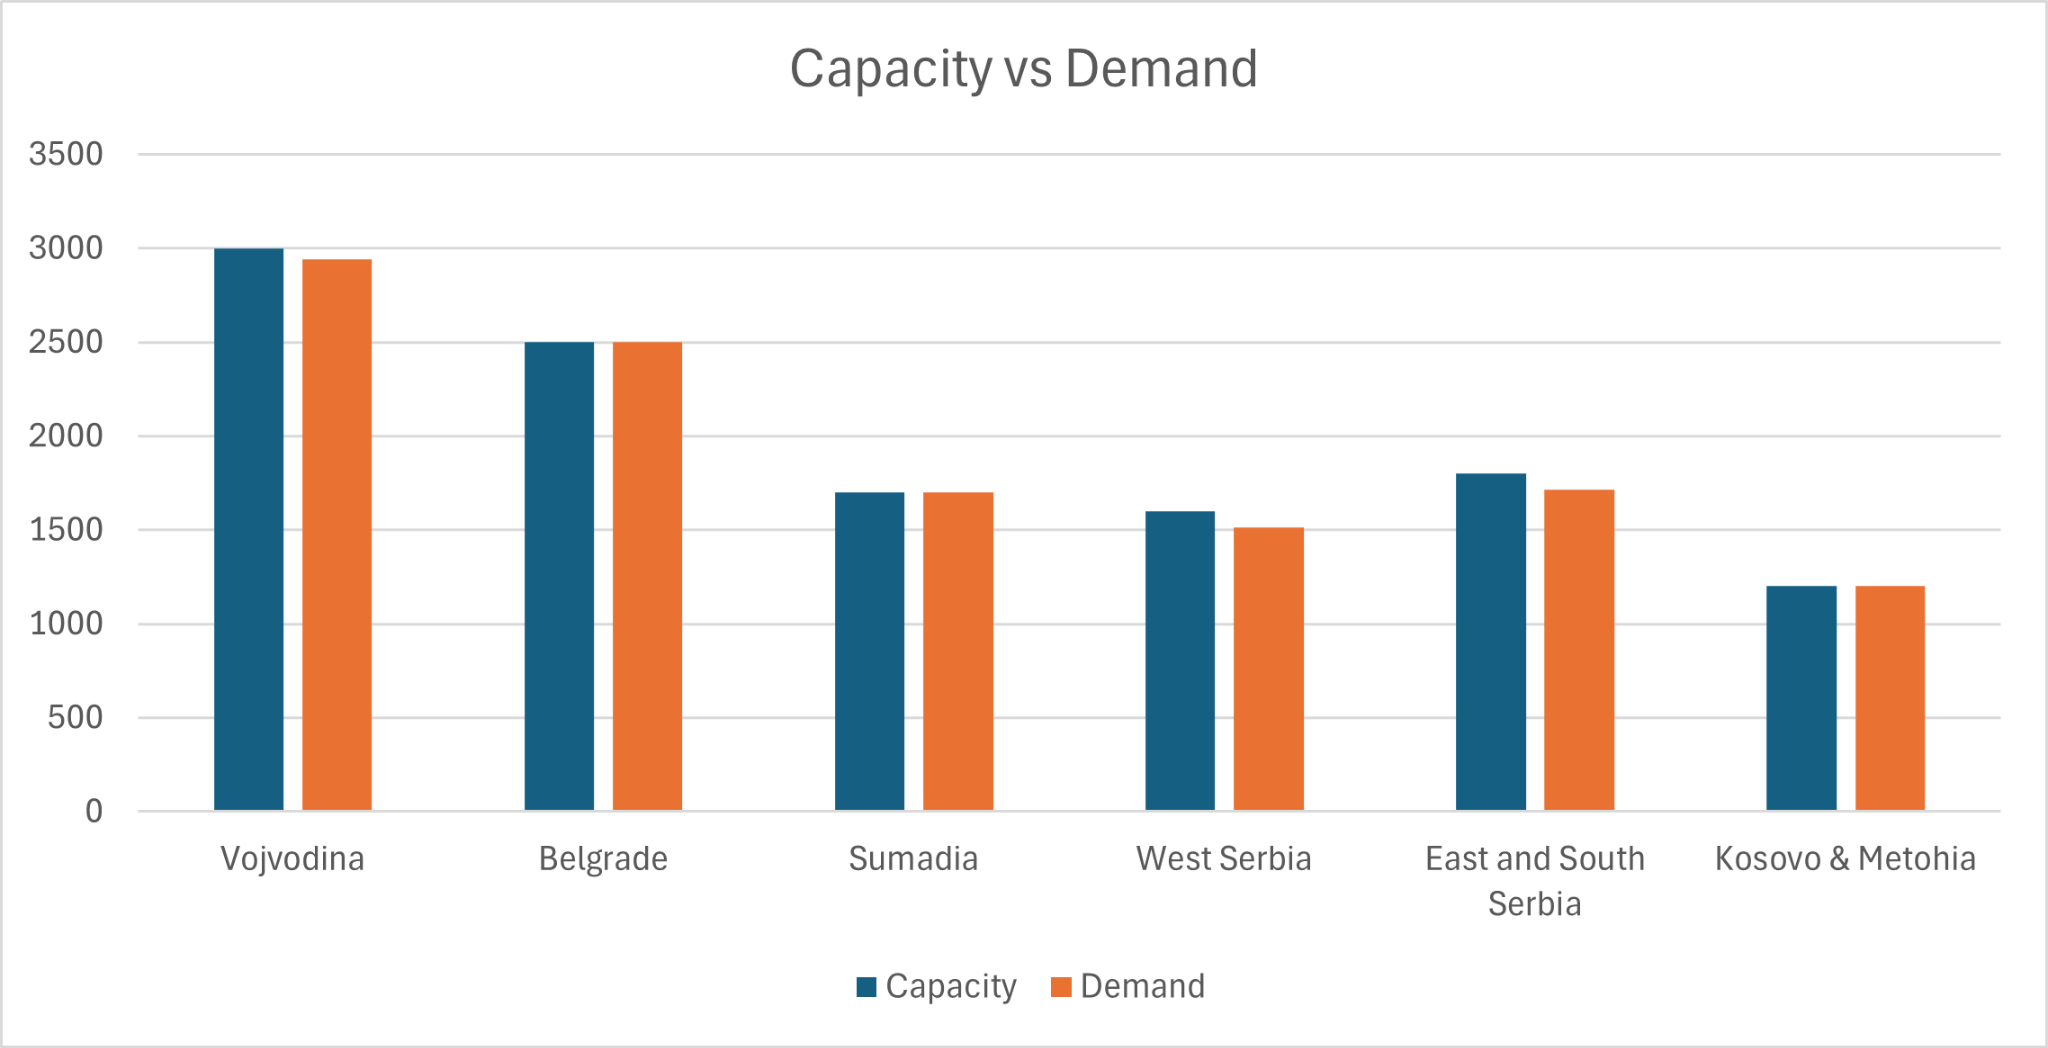 Capacity vs Demand
3500
3000
2500
2000
1500
1000
500
0
Vojvodina
Belgrade
Sumadia
West Serbia
East and South
Serbia
Kosovo & Metohia
Capacity
Demand